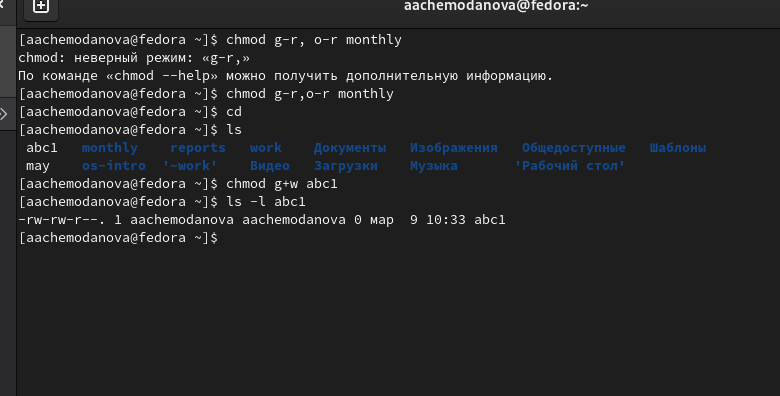 aachemodanova@fedora:~
[aachemodanova@fedora ~]$ chmod g-r, o-r monthly
chmod: неверный режим: «g-r,»
По команде «chmod --help» можно получить дополнительную информацию.
[aachemodanova@fedora ~]$ chmod g-r,o-r monthly
[aachemodanova@fedora ~]$ cd
[aachemodanova@fedora ~]$ ls
abc1 monthly reports work Документы Изображения Общедоступные Шаблоны
may os-intro '~work' Видео Загрузки Музыка 'Рабочий стол'
[aachemodanova@fedora ~]$ chmod g+w abc1
[aachemodanova@fedora ~]$ ls -l abc1
-rw-rw-r--. 1 aachemodanova aachemodanova 0 мар  9 10:33 abc1
[aachemodanova@fedora ~]$